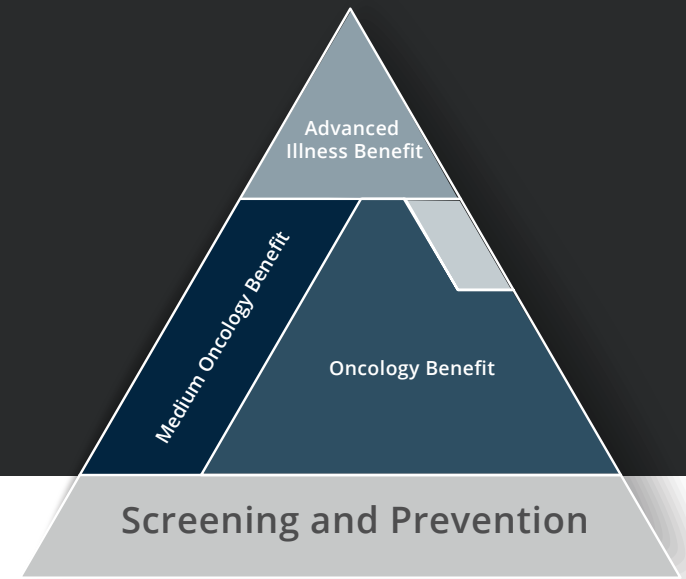 Advanced
Illness Benefit
Medium Oncology Benefit
Oncology Benefit
Screening and Prevention